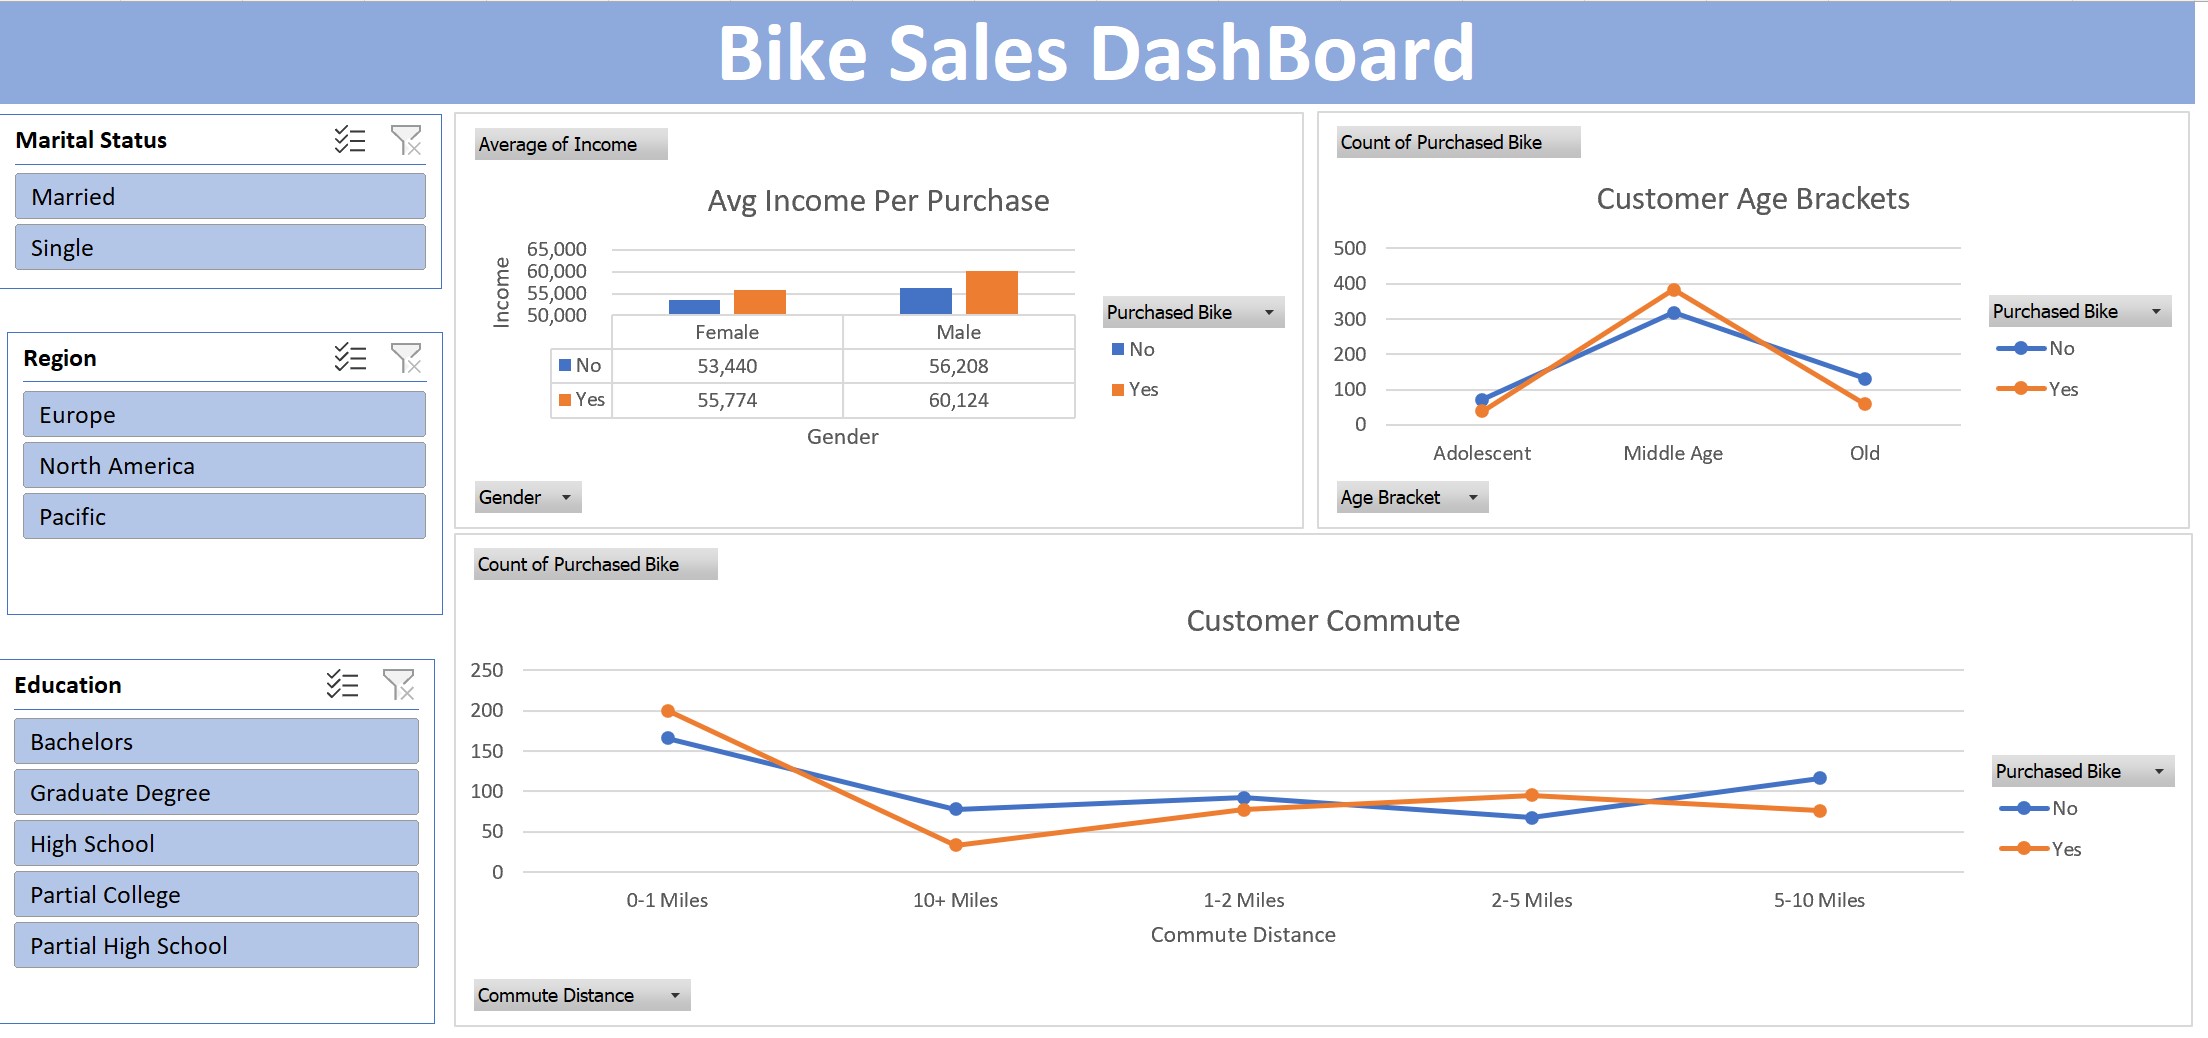 Bike Sales DashBoard
Marital Status
Married
Single
Region
Europe
North America
Pacific
Education
Bachelors
Graduate Degree
High School
Partial College
Partial High School
Average of Income
Avg Income Per Purchase
65,000
60,000
55,000
50,000
Income
Female Male
No 53,440 56,208
Yes 55,774 60,124
Gender
Purchased Bike
No
Yes
Gender
Count of Purchased Bike
Customer Age Brackets
500
400
300
200
100
0
Adolescent Middle Age Old
Purchased Bike
No
Yes
Age Bracket
Count of Purchased Bike
Customer Commute
250
200
150
100
50
0
0-1 Miles 10+ Miles 1-2 Miles 2-5 Miles 5-10 Miles
Commute Distance
Purchased Bike
No
Yes
Commute Distance